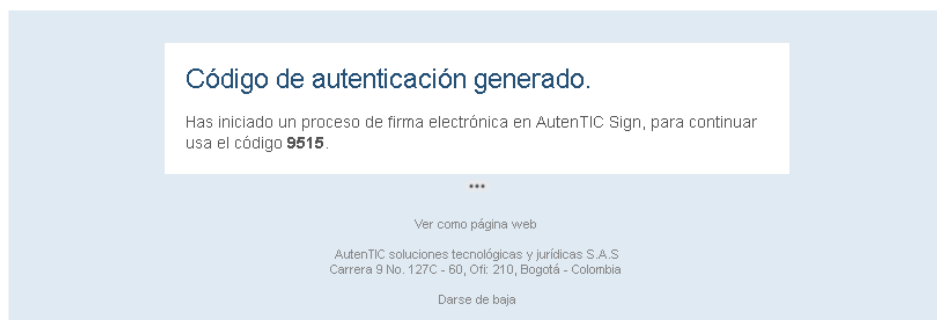 Código de autenticación generado.
Has iniciado un proceso de firma electrónica en AutenTIC Sign, para continuar
usa el código 9515.
•••
Ver como página web
AutenTIC soluciones tecnológicas y jurídicas S.A.S
Carrera 9 No. 127C - 60, Ofi: 210, Bogotá - Colombia
Darse de baja